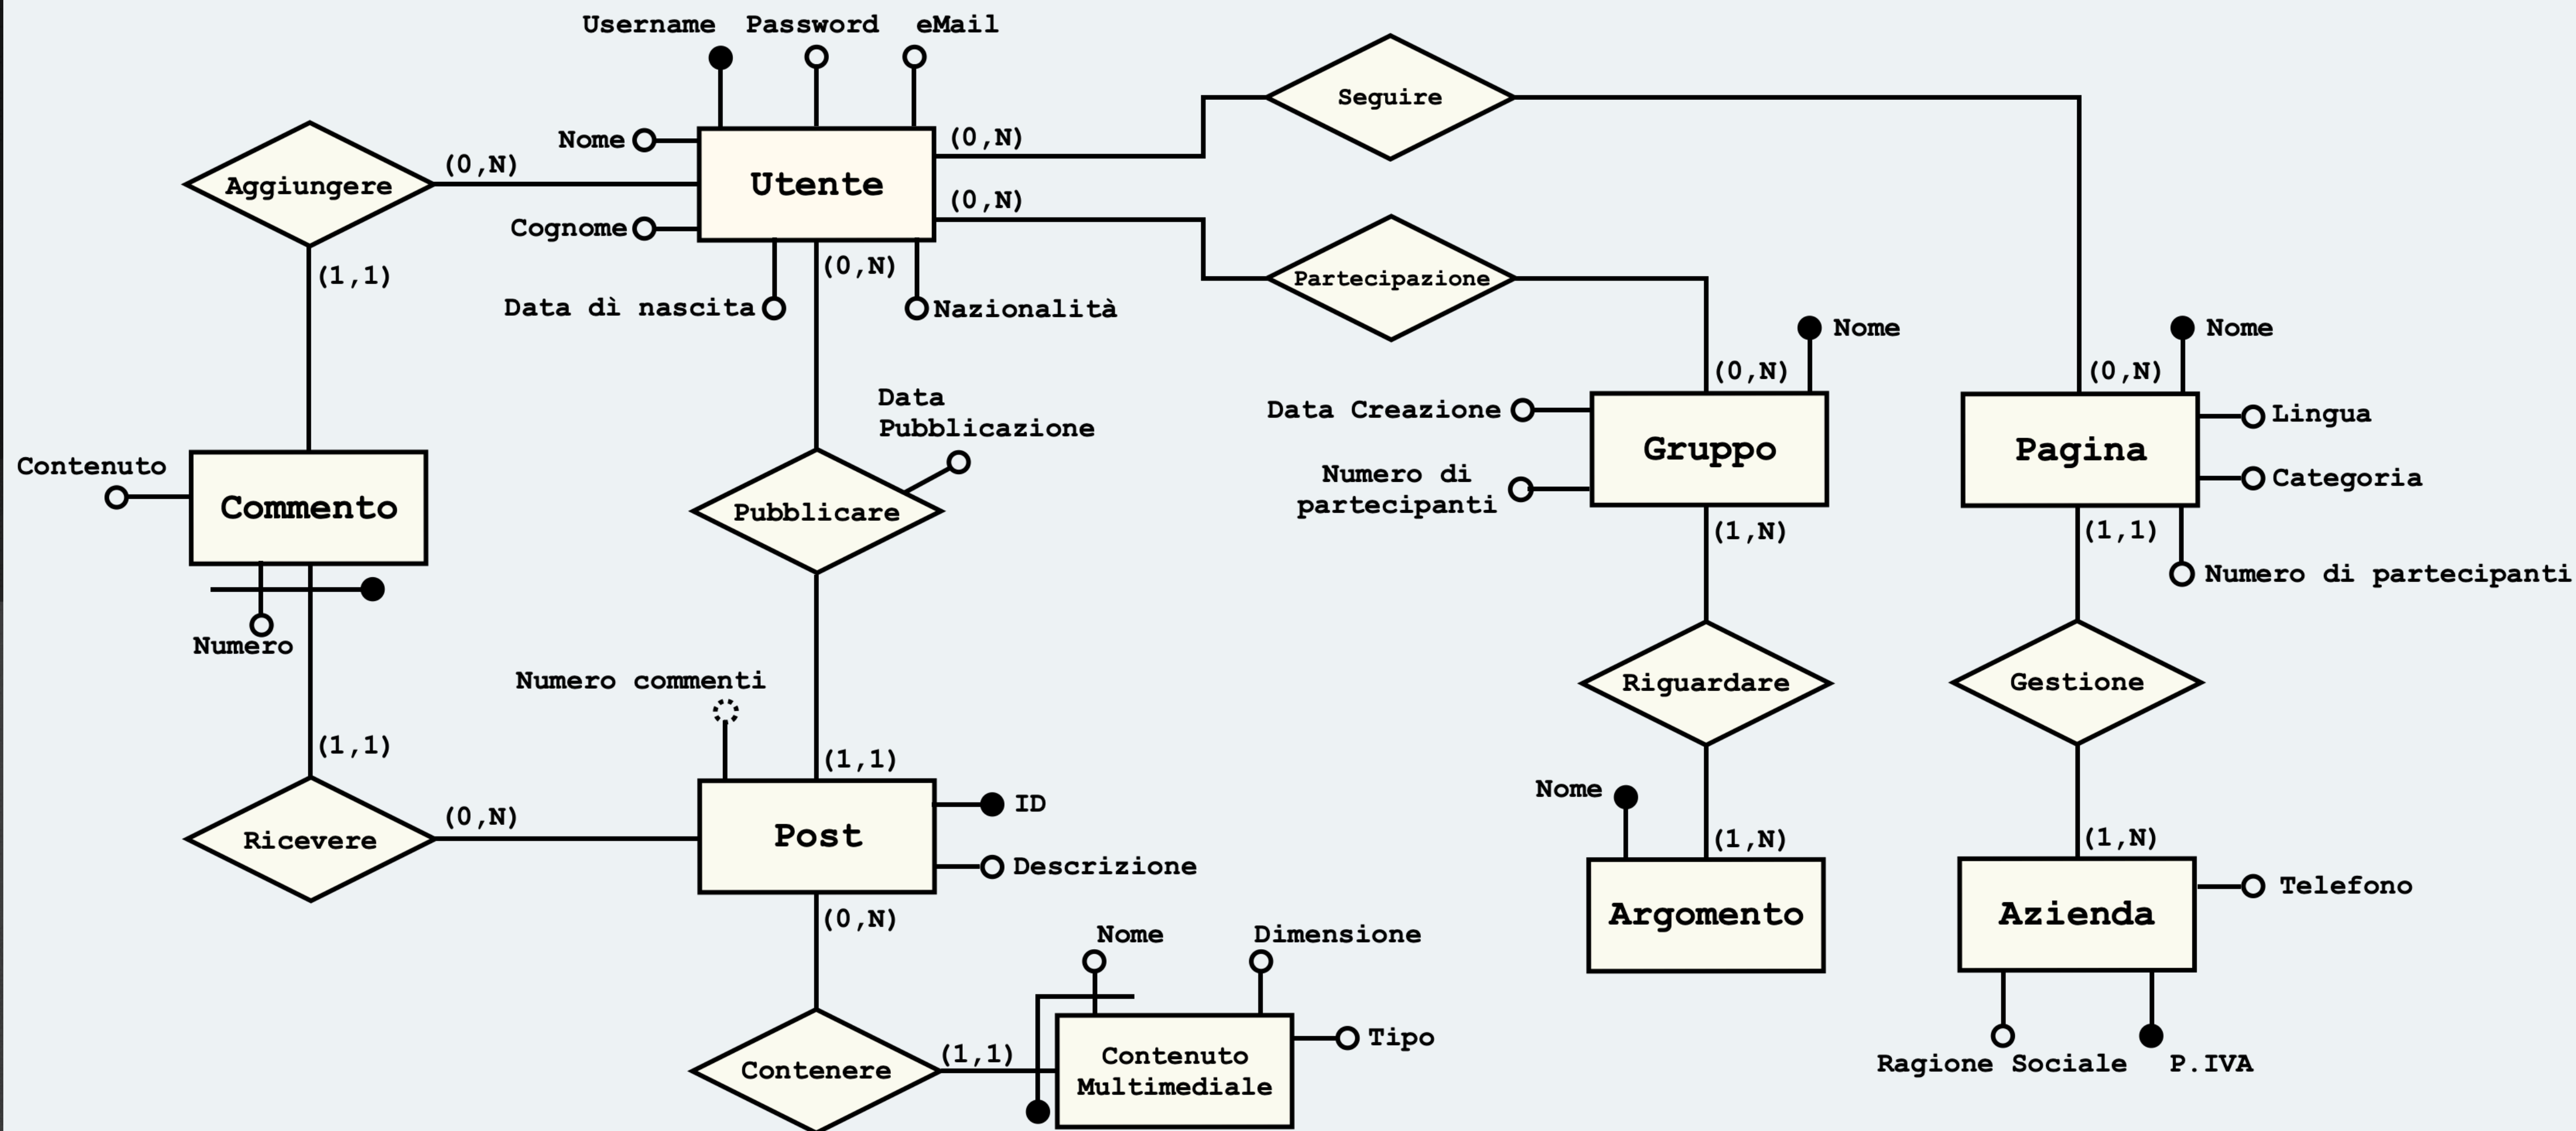 Username Password eMail
Nome
Utente
Cognome
Data dì nascita
Nazionalità
(0,N)
(0,N)
(0,N)
(0,N)
Seguire
Partecipazione
Aggiungere
(1,1)
Contenuto
Commento
Numero
(1,1)
Ricevere
(0,N)
Data
Pubblicazione
Pubblicare
(1,1)
Numero commenti
Post
ID
Descrizione
(0,N)
Contenere
(1,1)
Nome
Dimensione
Tipo
Contenuto
Multimediale
(0,N)
Nome
Data Creazione
Numero di
partecipanti
Gruppo
(1,N)
Riguardare
Nome
(1,N)
Argomento
(0,N)
Nome
Lingua
Pagina
Categoria
(1,1)
Numero di partecipanti
Gestione
(1,N)
Azienda
Telefono
Ragione Sociale
P.IVA